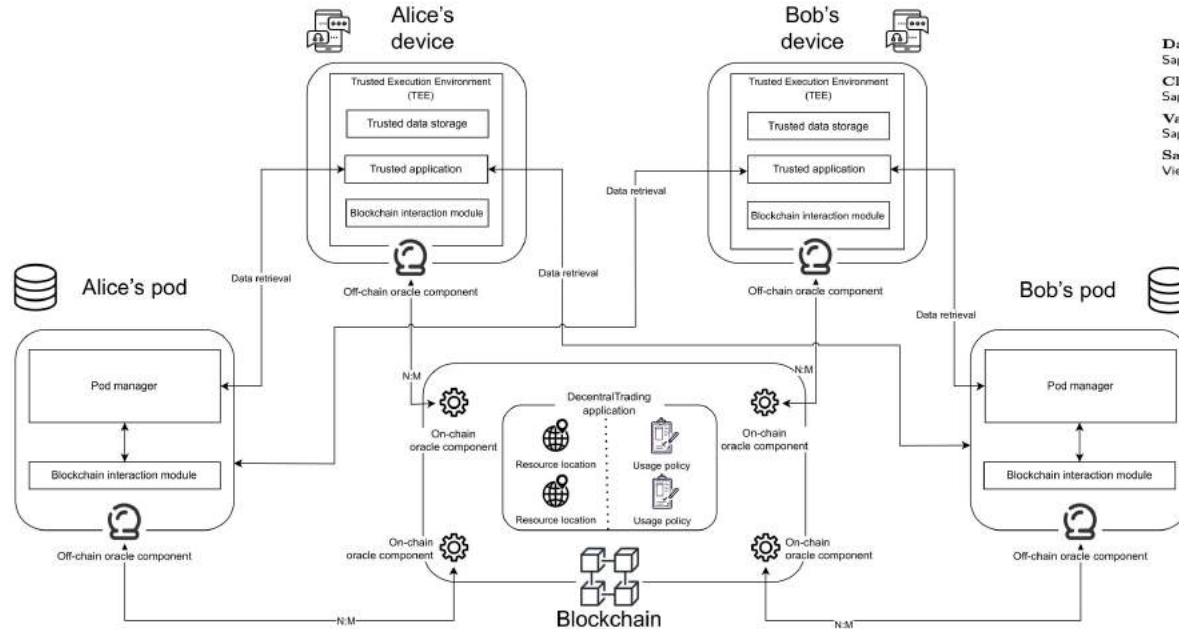 Alice's
device
Bob's
device
Trusted Execution Environment
(TEE)
Trusted data storage
Trusted application
Blockchain interaction module
Off-chain oracle component
Trusted Execution Environment
(TEE)
Trusted data storage
Trusted application
Blockchain interaction module
Off-chain oracle component
Data retrieval
Data retrieval
Data retrieval
Data retrieval
Alice's pod
Pod manager
Blockchain interaction module
Off-chain oracle component
Bob's pod
Pod manager
Blockchain interaction module
Off-chain oracle component
N:M
N:M
DecentralTrading
application
On-chain
oracle component
On-chain
oracle component
Resource location
Usage policy
Resource location
Usage policy
On-chain
oracle component
On-chain
oracle component
Blockchain
N:M
N:M